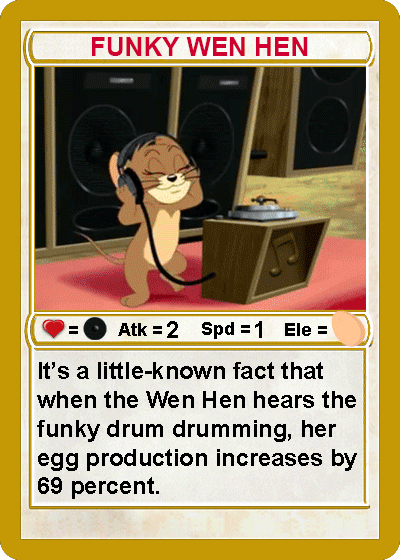 FUNKY WEN HEN
= Atk = 2 Spd = 1 Ele =
It’s a little-known fact that
when the Wen Hen hears the
funky drum drumming, her
egg production increases by
69 percent.